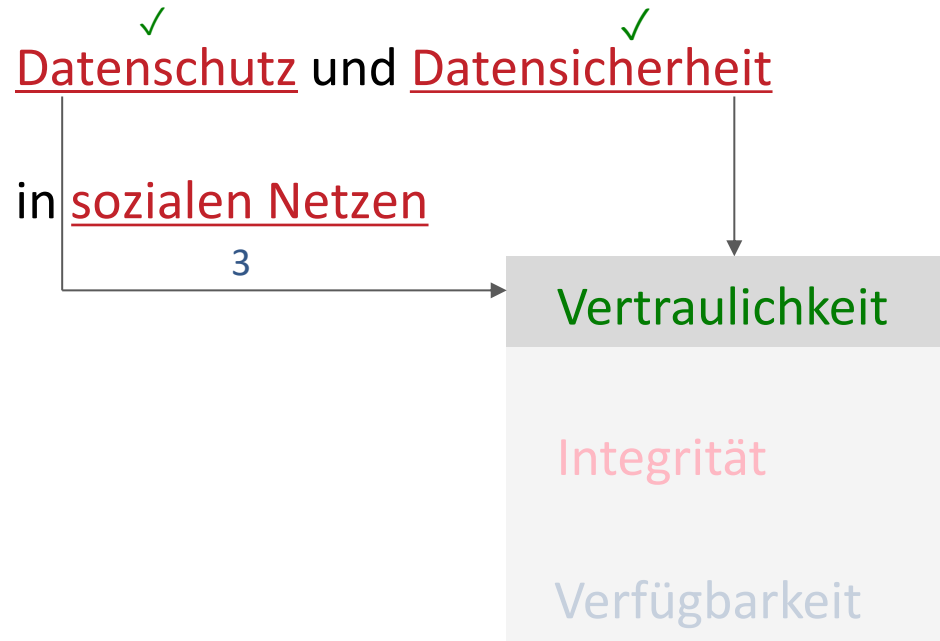 ✓ ✓
Datenschutz und Datensicherheit
in sozialen Netzen
3
Vertraulichkeit
Integrität
Verfügbarkeit